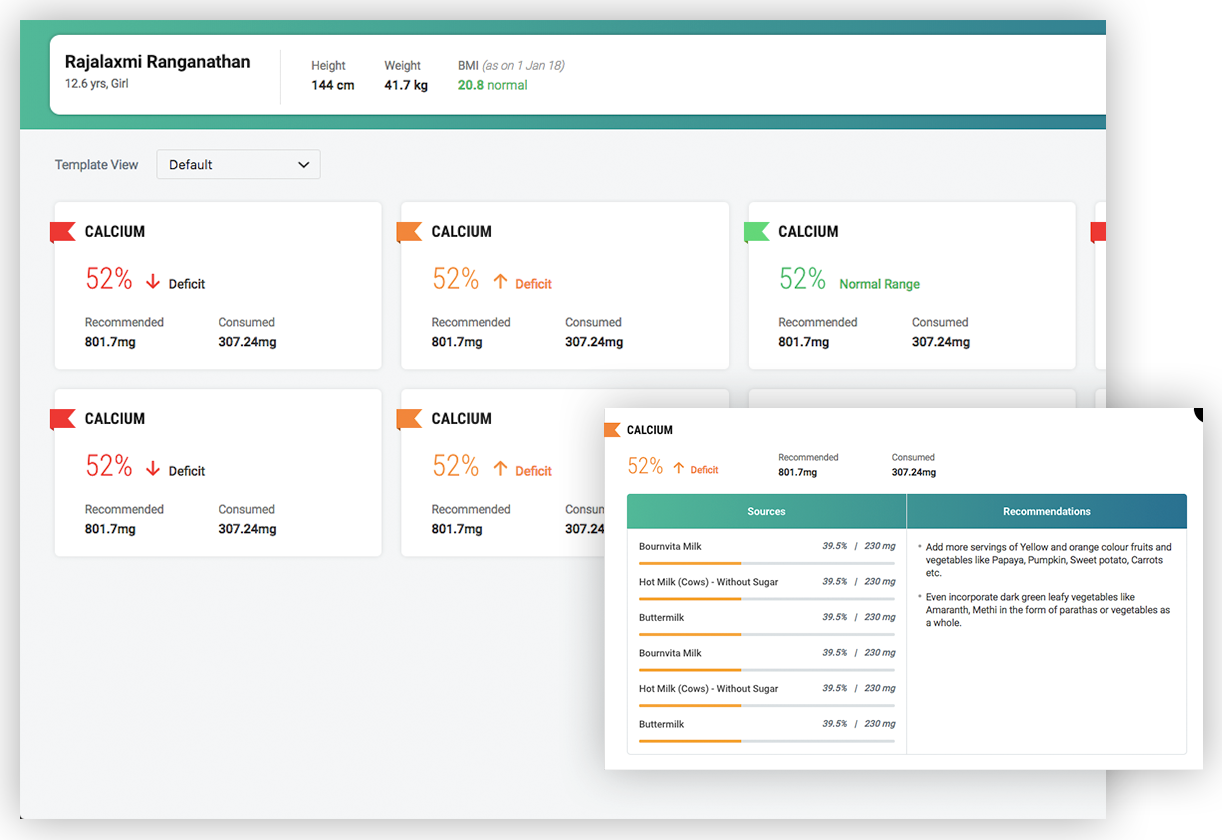 Rajalaxmi Ranganathan
12.6 yrs, Girl
Height
144 cm
Weight
41.7 kg
BMI (as on 1 Jan 18)
20.8 normal
Template View
Default
CALCIUM
52% Deficit
Recommended Consumed
801.7mg 307.24mg
CALCIUM
52% Deficit
Recommended Consumed
801.7mg 307.24mg
CALCIUM
52% Normal Range
Recommended Consumed
801.7mg 307.24mg
CALCIUM
52% Deficit
Recommended Consumed
801.7mg 307.24mg
CALCIUM
52% Deficit
Recommended Consum
801.7mg 307.24
CALCIUM
52% Deficit
Recommended
801.7mg
Consumed
307.24mg
Sources
Bournvita Milk 39.5% | 230 mg
Hot Milk (Cows) - Without Sugar 39.5% | 230 mg
Buttermilk 39.5% | 230 mg
Bournvita Milk 39.5% | 230 mg
Hot Milk (Cows) - Without Sugar 39.5% | 230 mg
Buttermilk 39.5% | 230 mg
Recommendations
* Add more servings of Yellow and orange colour fruits and
vegetables like Papaya, Pumpkin, Sweet potato, Carrots
etc.
* Even incorporate dark green leafy vegetables like
Amaranth, Methi in the form of parathas or vegetables as
a whole.